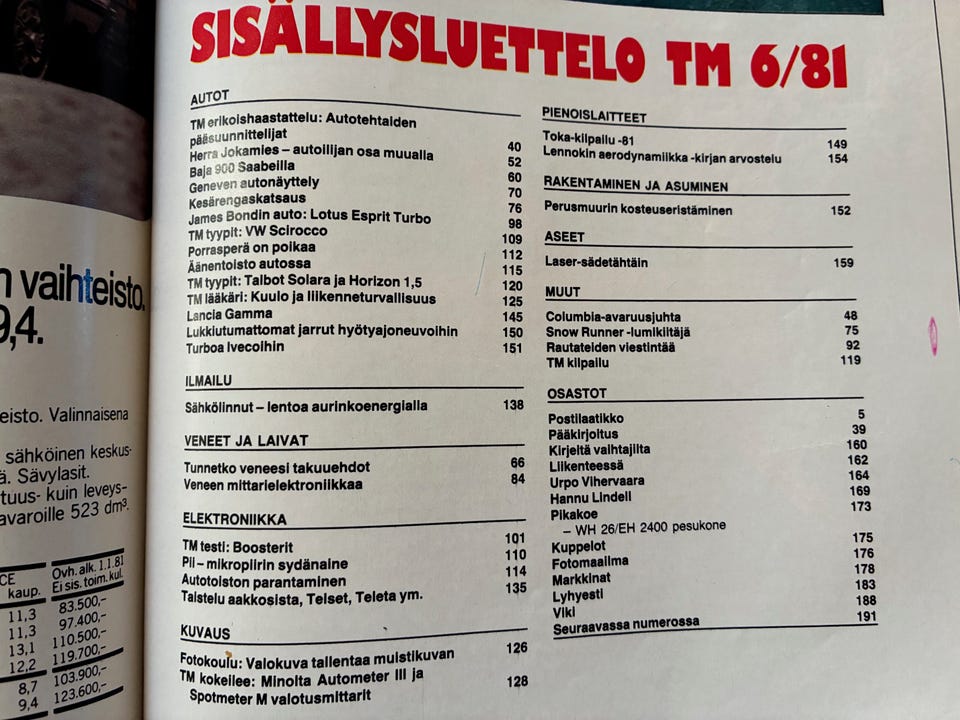 n vaihteisto.
9,4.
eisto. Valinnaisena
sähköinen keskus-
ä. Sävylasit.
tuus- kuin leveys-
avaroille 523 dm³.
CE
kaup.
Ovh. alk. 1.1.81
Ei sis. toim. kul.
11,3 83.500,-
11,3 97.400,-
13,1 110.500,-
12,2 119.700,-
8,7 103.900,-
9,4 123.600,-
SISÄLLYSLUETTELO TM 6/81
AUTOT
TM erikoishaastattelu: Autotehtaiden
pääsuunnittelijat 40
Herra Jokamies – autoilijan osa muualla 52
Baja 900 Saabeilla 60
Geneven autonäyttely 70
Kesärengaskatsaus 76
James Bondin auto: Lotus Esprit Turbo 98
TM tyypit: VW Scirocco 109
Porrasperä on poikaa 112
Äänentoisto autossa 115
TM tyypit: Talbot Solara ja Horizon 1,5 120
TM lääkäri: Kuulo ja liikenneturvallisuus 125
Lancia Gamma 145
Lukkiutumattomat jarrut hyötyajoneuvoihin 150
Turboa Ivecoihin 151
ILMAILU
Sähkölinnut – lentoa aurinkoenergialla 138
VENEET JA LAIVAT
Tunnetko veneesi takuuehdot 66
Veneen mittarielektroniikkaa 84
ELEKTRONIIKKA
TM testi: Boosterit 101
Pii – mikropiirin sydänaine 110
Autotoiston parantaminen 114
Taistelu aakkosista, Telset, Teleta ym. 135
KUVAUS
Fotokoulu: Valokuva tallentaa muistikuvan 126
TM kokeilee: Minolta Autometer III ja
Spotmeter M valotusmittarit 128
PIENOISLAITTEET
Toka-kilpailu -81 149
Lennokin aerodynamiikka -kirjan arvostelu 154
RAKENTAMINEN JA ASUMINEN
Perusmuurin kosteuseristäminen 152
ASEET
Laser-sädetähtäin 159
MUUT
Columbia-avaruusjuhta 48
Snow Runner -lumikiitäjä 75
Rautateiden viestintää 92
TM kilpailu 119
OSASTOT
Postilaatikko 5
Pääkirjoitus 39
Kirjeitä vaihtajilta 160
Liikenteessä 162
Urpo Vihervaara 164
Hannu Lindell 169
Pikakoe 173
– WH 26/EH 2400 pesukone
Kuppelot 175
Fotomaailma 176
Markkinat 178
Lyhyesti 183
Viki 188
Seuraavassa numerossa 191